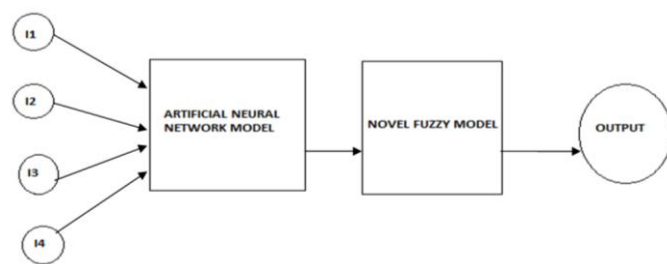 I1
I2
I3
I4
ARTIFICIAL NEURAL
NETWORK MODEL
NOVEL FUZZY MODEL
OUTPUT